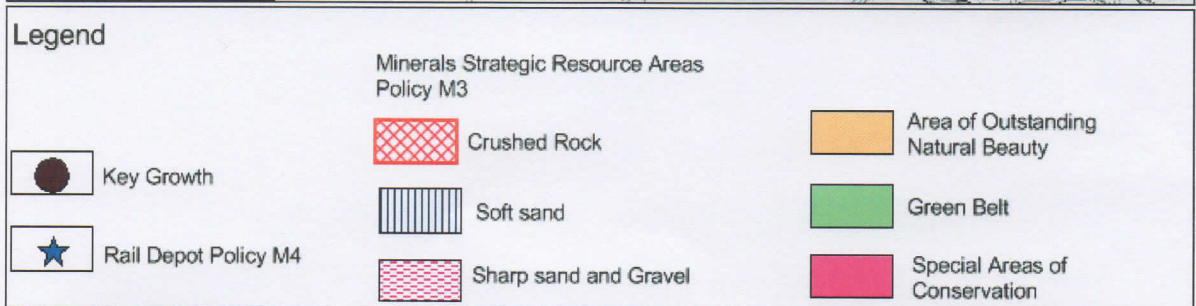 Legend
Key Growth
Rail Depot Policy M4
Minerals Strategic Resource Areas
Policy M3
Crushed Rock
Soft sand
Sharp sand and Gravel
Area of Outstanding
Natural Beauty
Green Belt
Special Areas of
Conservation